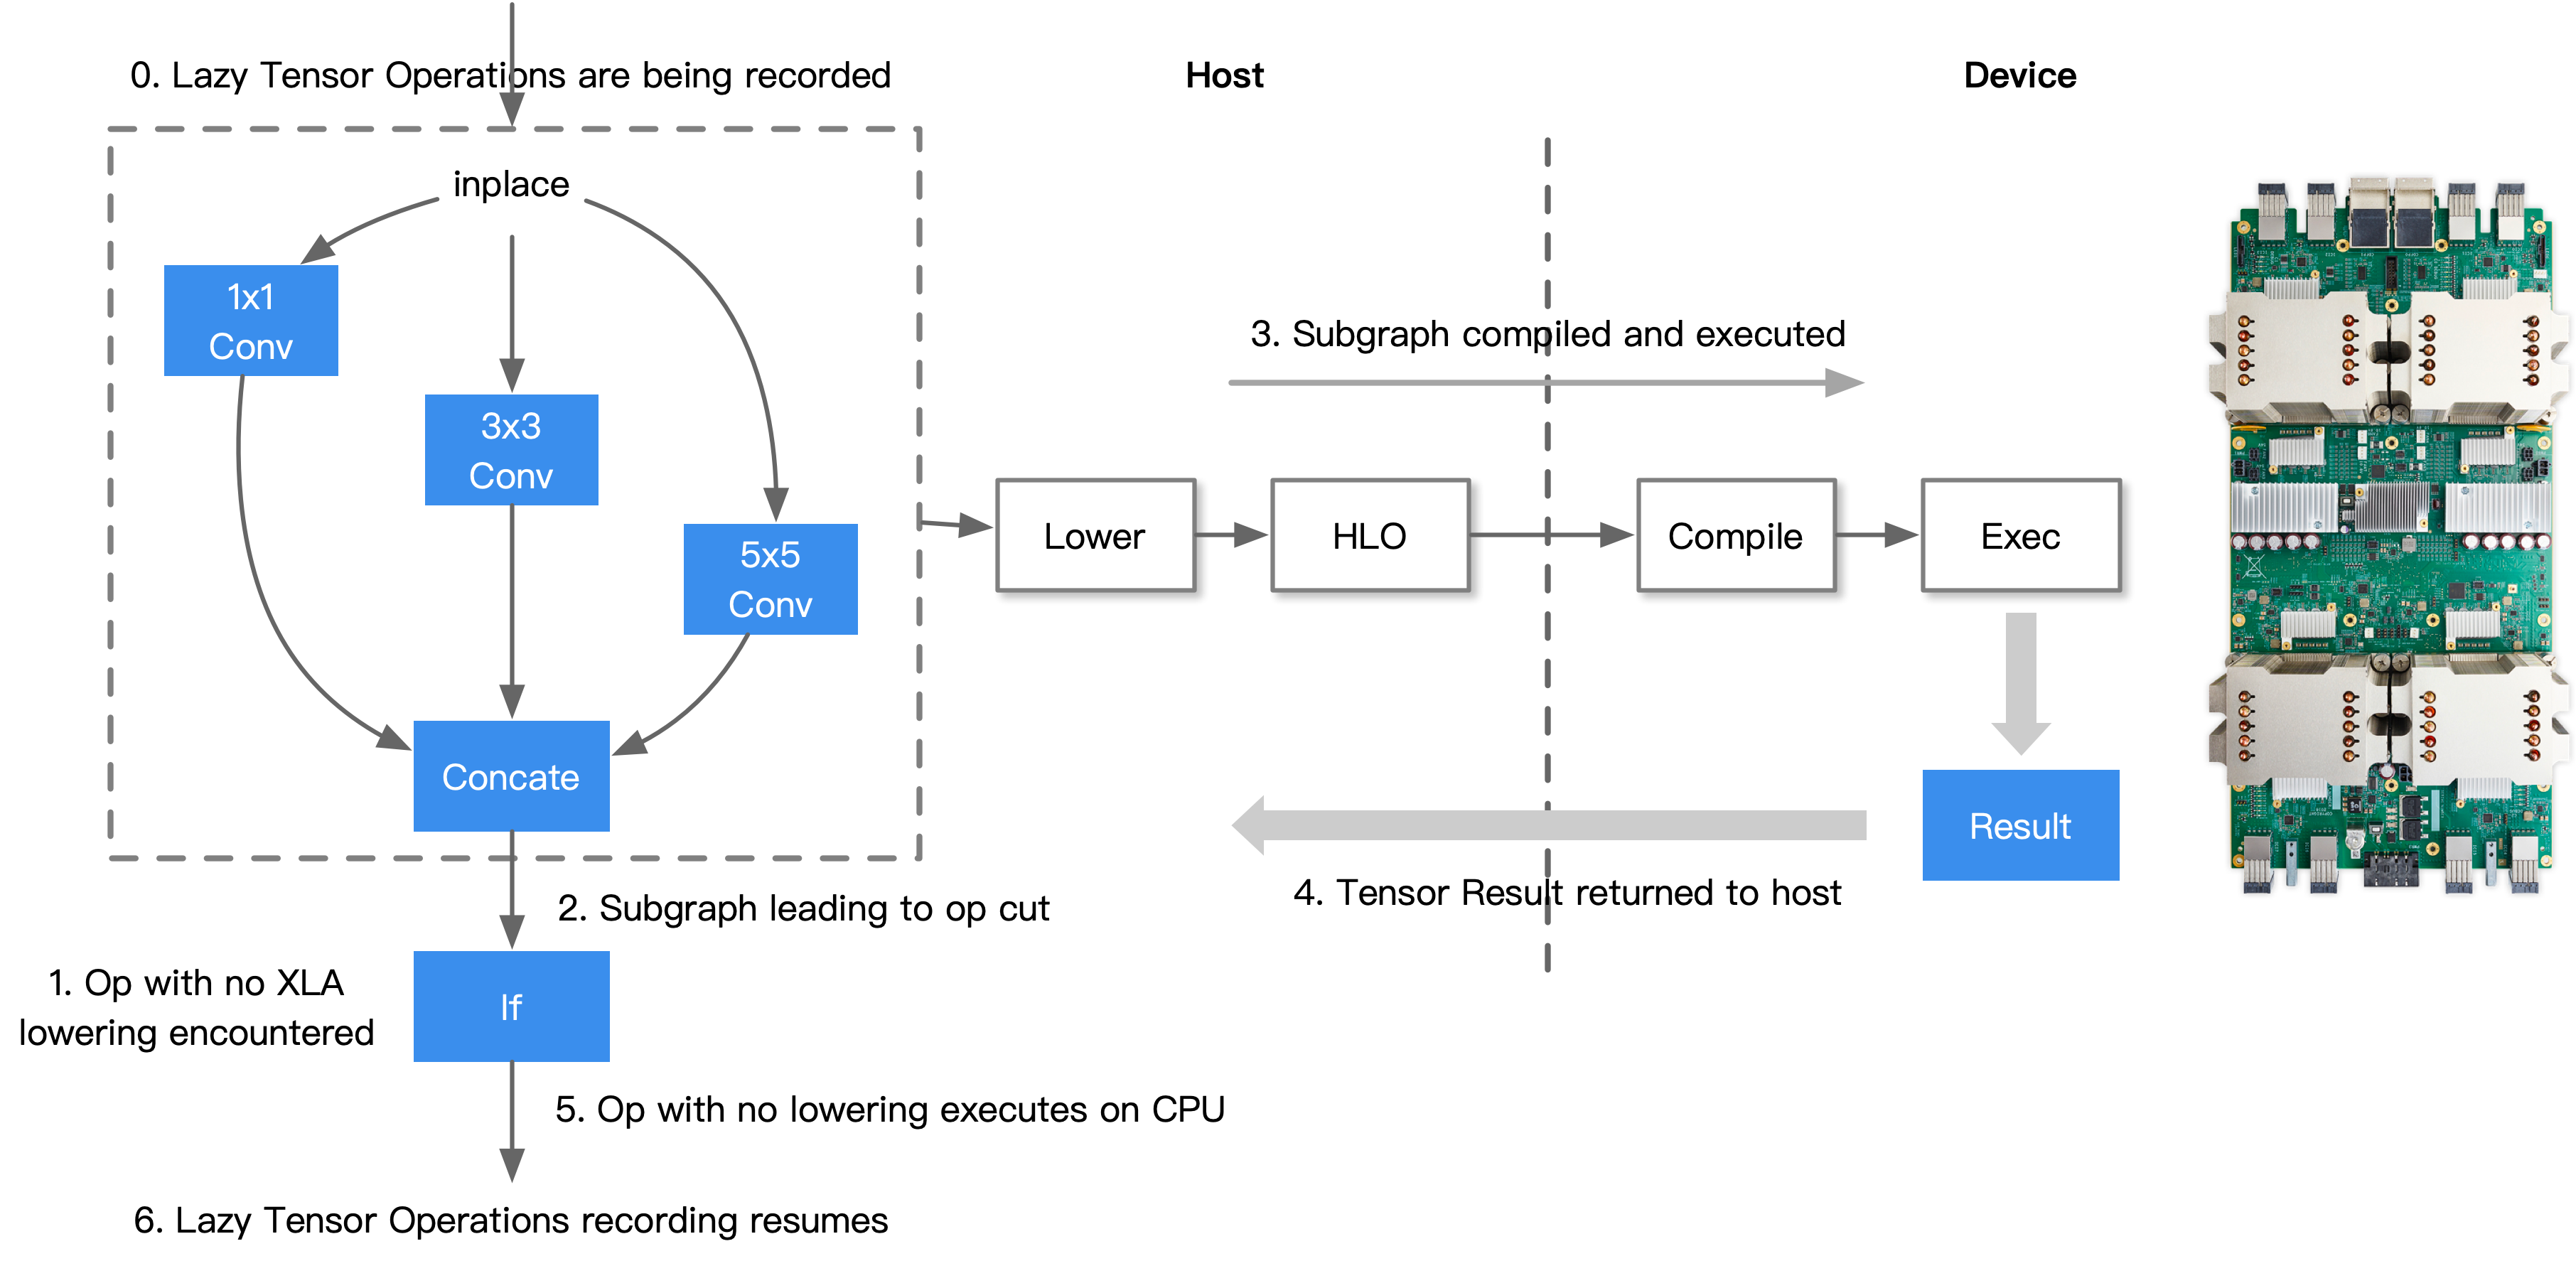 0. Lazy Tensor Operations are being recorded
Host
Device
inplace
1x1
Conv
3x3
Conv
5x5
Conv
Concate
3. Subgraph compiled and executed
Lower
HLO
Compile
Exec
Result
4. Tensor Result returned to host
2. Subgraph leading to op cut
1. Op with no XLA
lowering encountered
If
5. Op with no lowering executes on CPU
6. Lazy Tensor Operations recording resumes